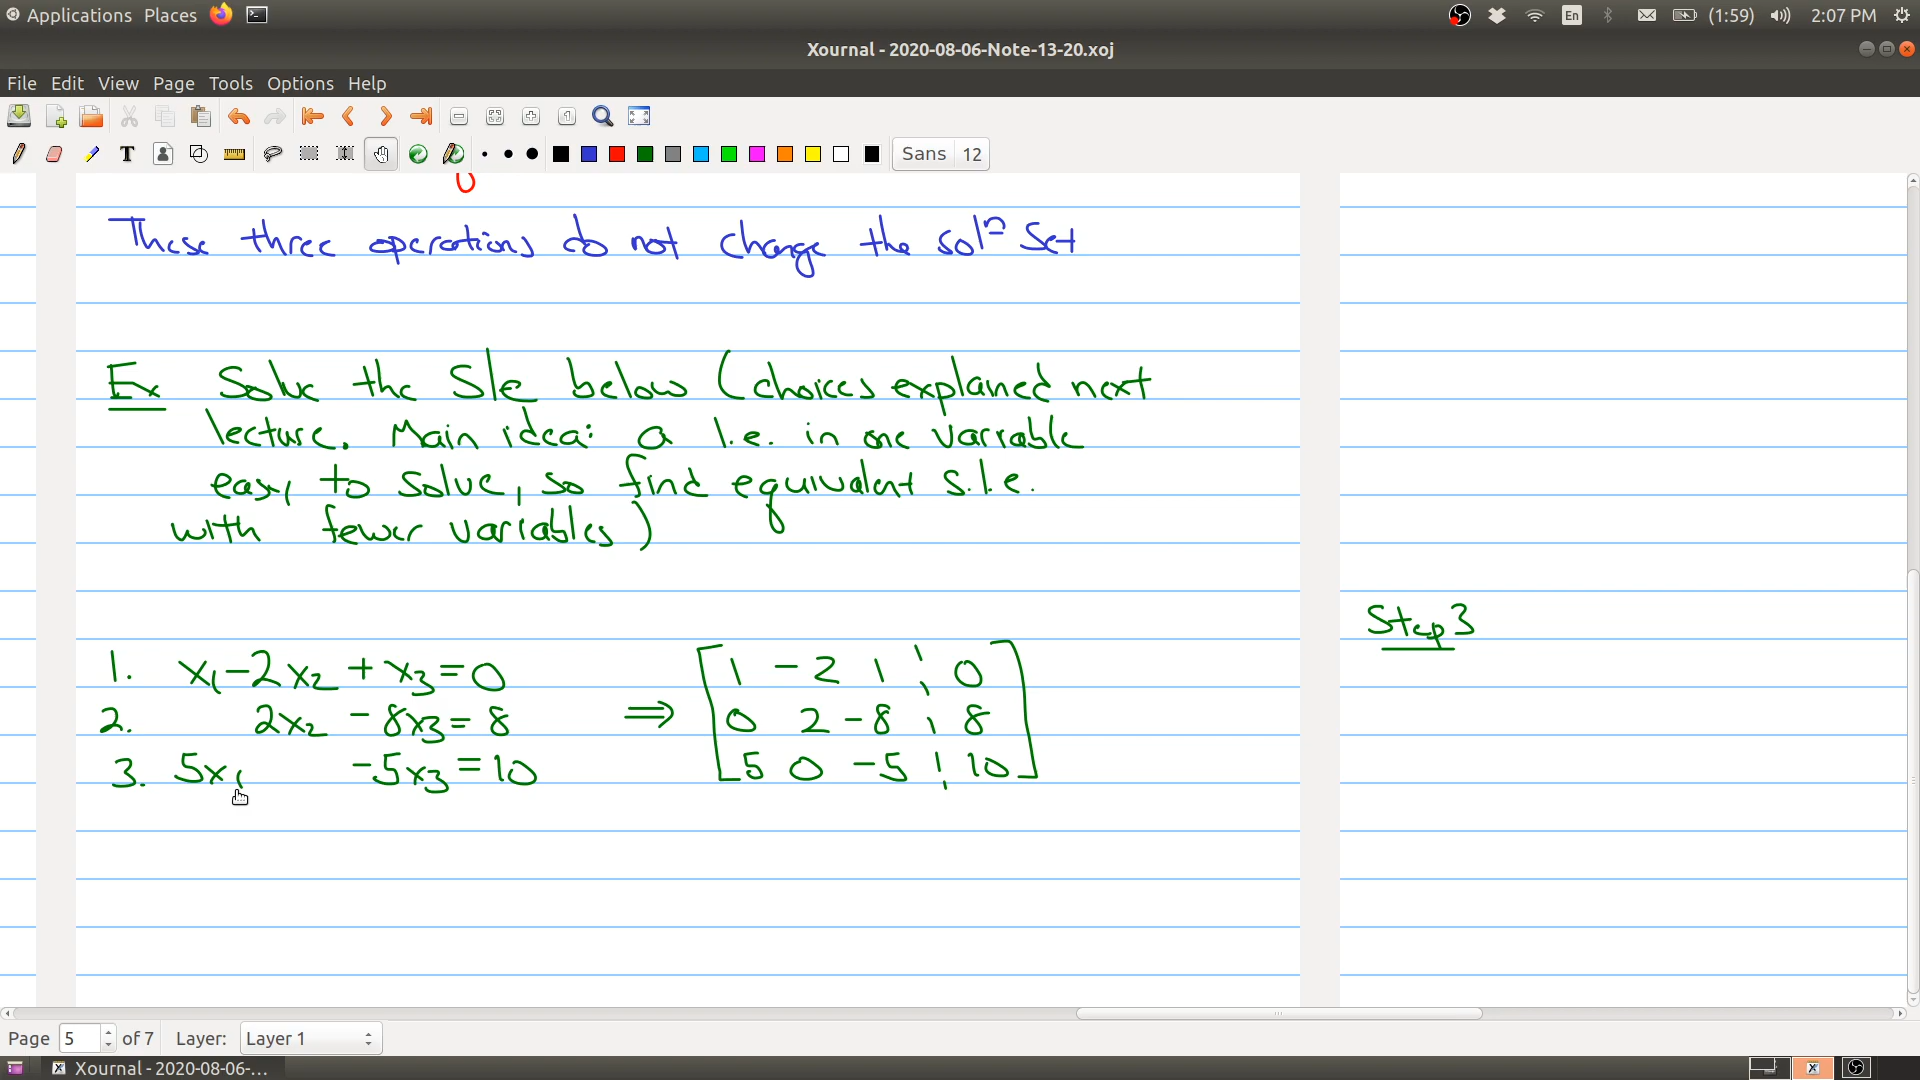 Applications Places En (1:59) 2:07 PM
Xournal - 2020-08-06-Note-13-20.xoj
File Edit View Page Tools Options Help
T Sans 12
These three operations do not change the solⁿ Set
Ex Solve the Sle below (choices explained next
lecture. Main idea: a l.e. in one variable
easy to solve, so find equivalent s.l.e.
with fewer variables)
Step 3
1. x₁ - 2x₂ + x₃ = 0 ⇒ [1 -2 1 ¦ 0
2. 2x₂ - 8x₃ = 8 0 2 -8 ¦ 8
3. 5x₁ -5x₃ = 10 5 0 -5 ¦ 10]
Page 5 of 7 Layer: Layer 1
Xournal - 2020-08-06-...